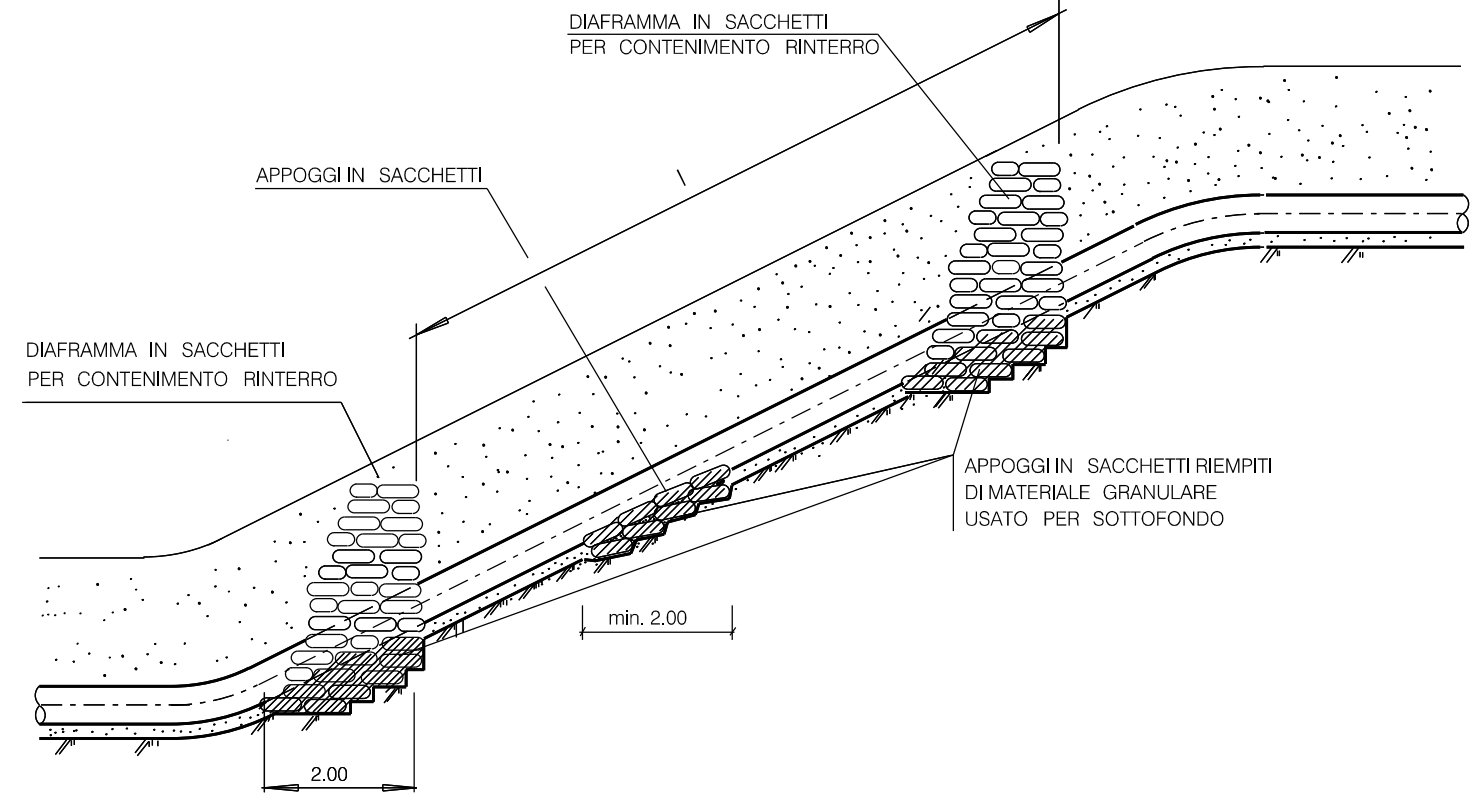 DIAFRAMMA IN SACCHETTI
PER CONTENIMENTO RINTERRO
APPOGGI IN SACCHETTI
DIAFRAMMA IN SACCHETTI
PER CONTENIMENTO RINTERRO
APPOGGI IN SACCHETTI RIEMPITI
DI MATERIALE GRANULARE
USATO PER SOTTOFONDO
min. 2.00
2.00